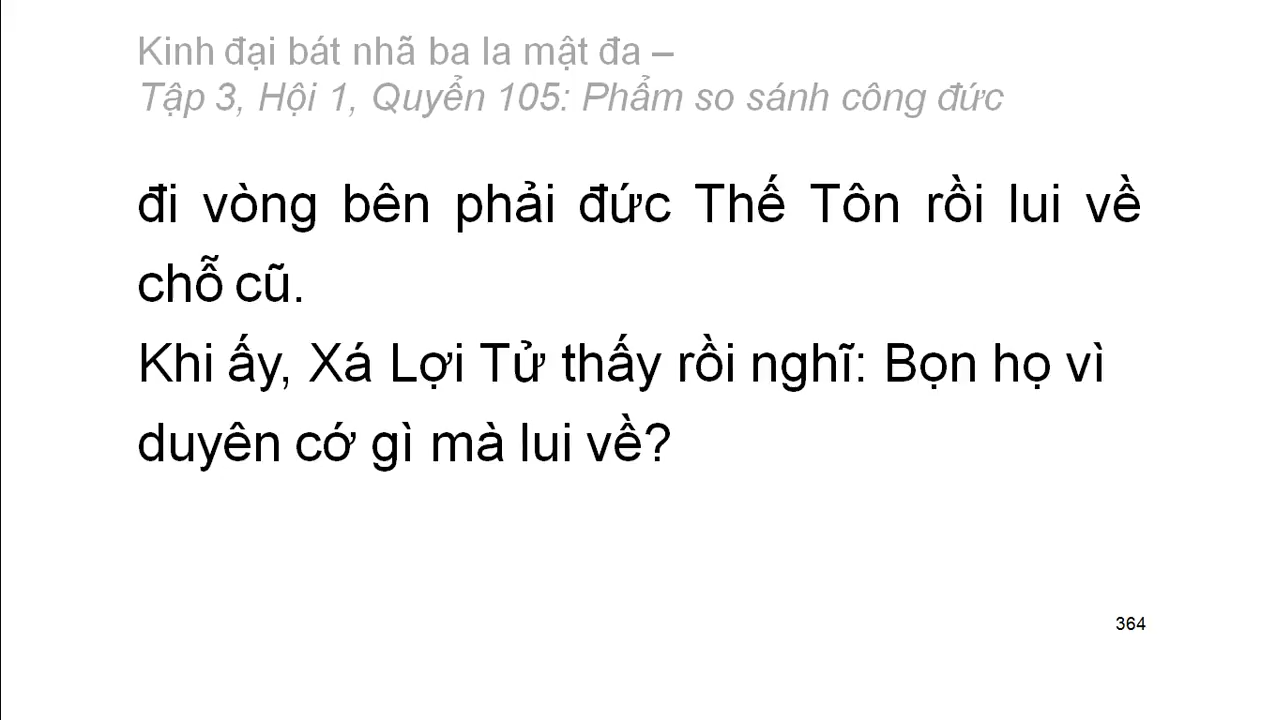 Kinh đại bát nhã ba la mật đa –
Tập 3, Hội 1, Quyển 105: Phẩm so sánh công đức
đi vòng bên phải đức Thế Tôn rồi lui về
chỗ cũ.
Khi ấy, Xá Lợi Tử thấy rồi nghĩ: Bọn họ vì
duyên cớ gì mà lui về?
364